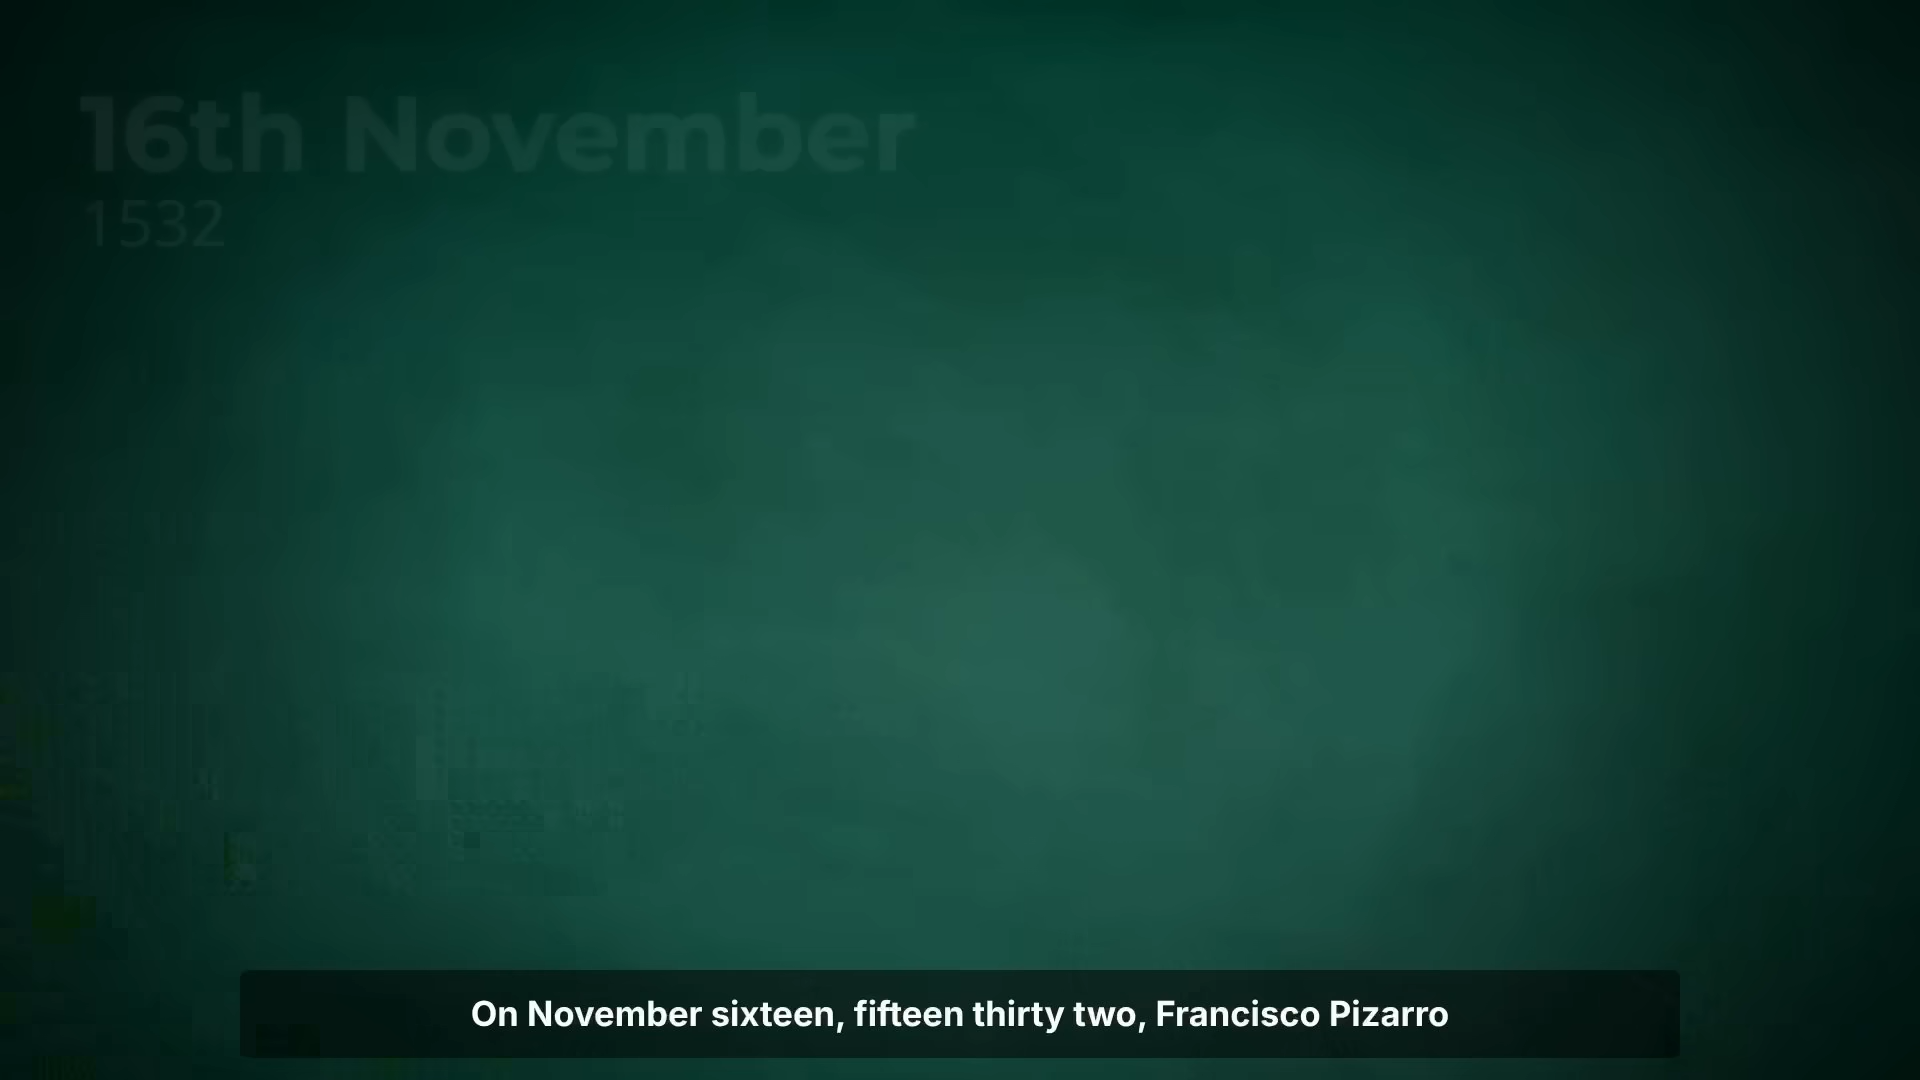 16th November
1532
On November sixteen, fifteen thirty two, Francisco Pizarro